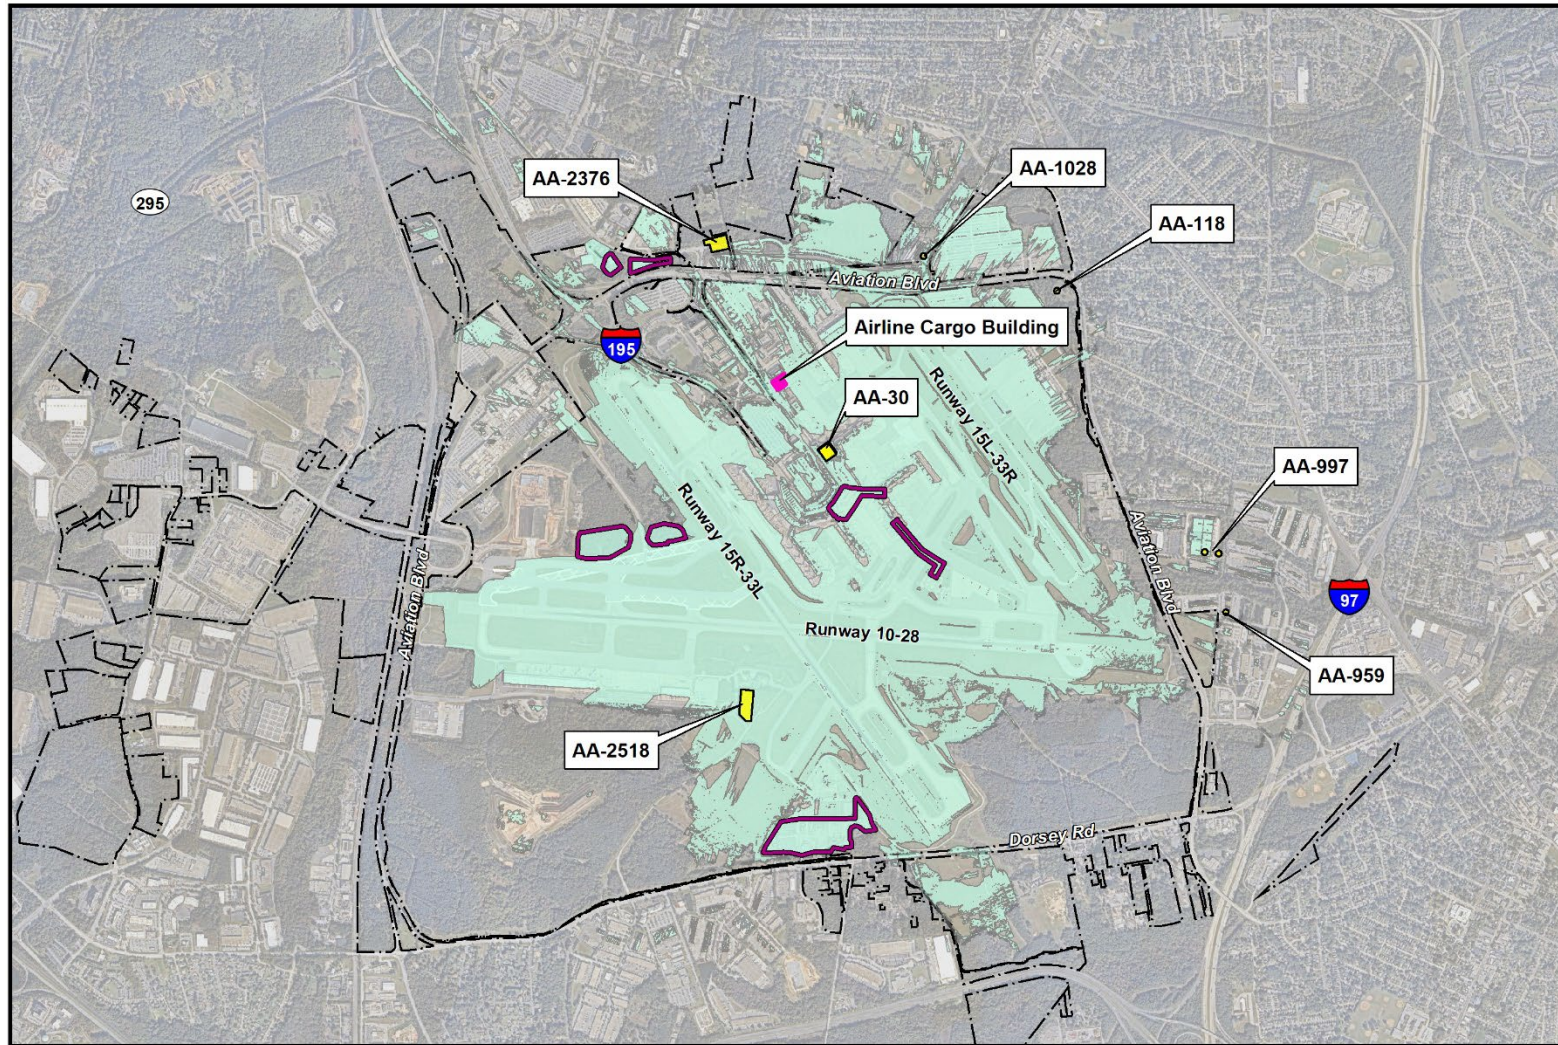 AA-2376
AA-1028
295
AA-118
Aviation Blvd
Airline Cargo Building
195
AA-30
Runway 15L-33R
AA-997
Runway 15R-33L
Aviation Blvd
Aviation Blvd
97
Runway 10-28
AA-959
AA-2518
Dorsey Rd